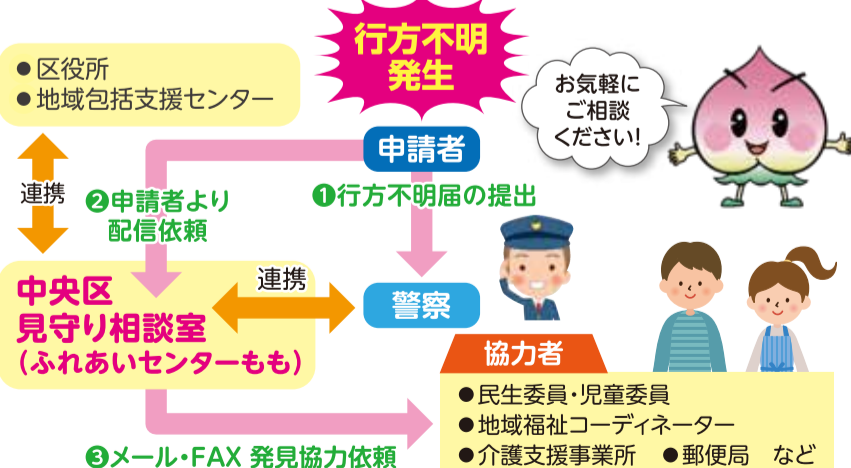 行方不明
発生
お気軽に
ご相談
ください!
●区役所
●地域包括支援センター
申請者
連携
❷申請者より
配信依頼
❶行方不明届の提出
中央区
見守り相談室
(ふれあいセンターもも)
連携
警察
協力者
●民生委員・児童委員
●地域福祉コーディネーター
●介護支援事業所 ●郵便局 など
❸メール・FAX 発見協力依頼